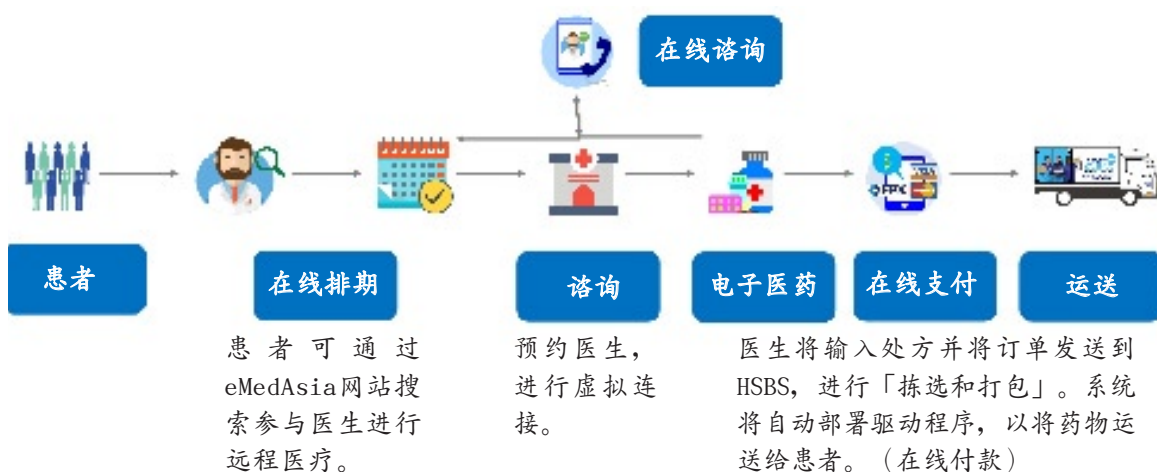 在线谘询
患者
在线排期
谘询
电子医药
在线支付
运送
患者可通过
eMedAsia网站搜
索参与医生进行
远程医疗。
预约医生，
进行虚拟连
接。
医生将输入处方并将订单发送到
HSBS，进行「拣选和打包」。系统
将自动部署驱动程序，以将药物运
送给患者。（在线付款）